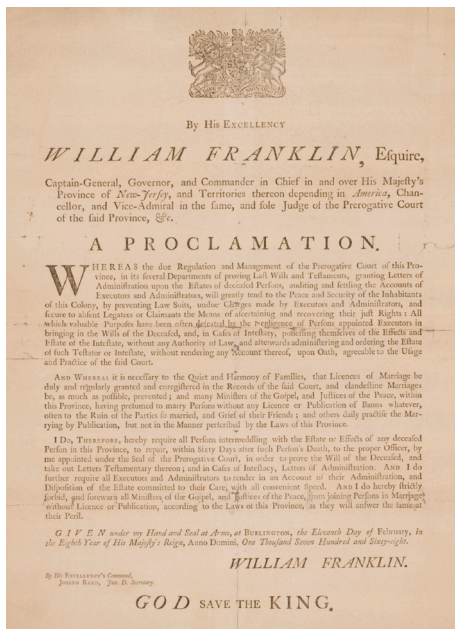 By His Excellency
WILLIAM FRANKLIN, Esquire,
Captain-General, Governor, and Commander in Chief in and over His Majesty's
Province of New-Jersey, and Territories thereon depending in America, Chan-
cellor, and Vice-Admiral in the same, and sole Judge of the Prerogative Court
of the said Province, &c.
A PROCLAMATION.
WHEREAS the due Regulation and Management of the Prerogative Court of this Pro-
vince, in its several Departments of proving Last Wills and Testaments, granting Letters of
Administration upon the Estates of deceased Persons, auditing and settling the Accounts of
Executors and Administrators, will greatly tend to the Peace and Security of the Inhabitants
of this Colony, by preventing Law Suits, undue Charges made by Executors and Administrators, and
secure to absent Legatees or Claimants the Means of ascertaining and recovering their just Rights: All
which valuable Purposes have been often defeated by the Negligence of Persons appointed Executors in
bringing in the Wills of the Deceased, and, in Cases of Intestacy, possessing themselves of the Effects and
Estate of the Intestate, without any Authority of Law, and afterwards administering and ordering the Estate
of such Testator or Intestate, without rendering any Account thereof, upon Oath, agreeable to the Usage
and Practice of the said Court.
And Whereas it is necessary to the Quiet and Harmony of Families, that Licences of Marriage be
duly and regularly granted and enregistered in the Records of the said Court, and clandestine Marriages
be, as much as possible, prevented; and many Ministers of the Gospel, and Justices of the Peace, within
this Province, having presumed to marry Persons without any Licence or Publication of Banns whatever,
often to the Ruin of the Parties so married, and Grief of their Friends; and others daily practise the Mar-
rying by Publication, but not in the Manner prescribed by the Laws of this Province.
I Do, Therefore, hereby require all Persons intermeddling with the Estate or Effects of any deceased
Person in this Province, to repair, within Sixty Days after such Person's Death, to the proper Officer, by
me appointed under the Seal of the Prerogative Court, in order to prove the Will of the Deceased, and
take out Letters Testamentary thereon; and in Cases of Intestacy, Letters of Administration. And I do
further require all Executors and Administrators to render in an Account of their Administration, and
Disposition of the Estate committed to their Care, with all convenient Speed. And I do hereby strictly
forbid, and forewarn all Ministers of the Gospel, and Justices of the Peace, from joining Persons in Marriage
without Licence or Publication, according to the Laws of this Province, as they will answer the same at
their Peril.
GIVEN under my Hand and Seal at Arms, at Burlington, the Eleventh Day of February, in
the Eighth Year of His Majesty's Reign, Anno Domini, One Thousand Seven Hundred and Sixty-eight.
WILLIAM FRANKLIN.
By His Excellency's Command,
Joseph Reed, Jun. D. Secretary.
GOD SAVE THE KING.